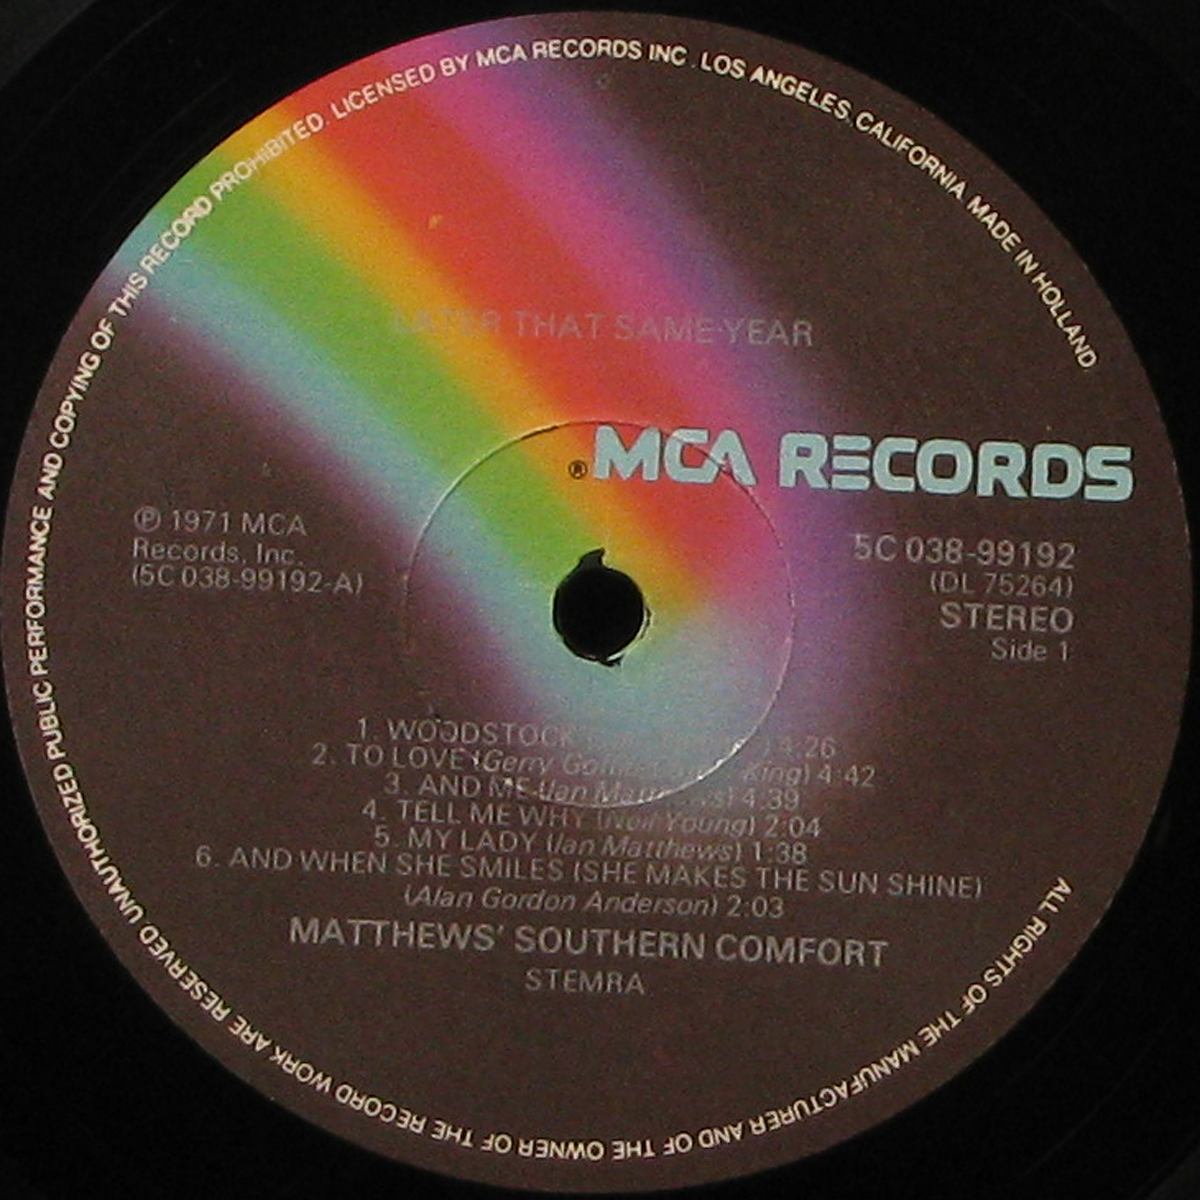 ALL RIGHTS OF THE MANUFACTURER AND OF THE OWNER OF THE RECORD WORK ARE RESERVED UNAUTHORIZED PUBLIC PERFORMANCE AND COPYING OF THIS RECORD PROHIBITED. LICENSED BY MCA RECORDS INC. LOS ANGELES, CALIFORNIA, MADE IN HOLLAND
LATER THAT SAME YEAR
® MCA RECORDS
℗ 1971 MCA
Records, Inc.
(5C 038-99192-A)
5C 038-99192
(DL 75264)
STEREO
Side 1
1. WOODSTOCK 4:26
2. TO LOVE (Gerry King) 4:42
3. AND ME (Ian Matthews) 4:39
4. TELL ME WHY (Neil Young) 2:04
5. MY LADY (Ian Matthews) 1:38
6. AND WHEN SHE SMILES (SHE MAKES THE SUN SHINE)
(Alan Gordon Anderson) 2:03
MATTHEWS' SOUTHERN COMFORT
STEMRA